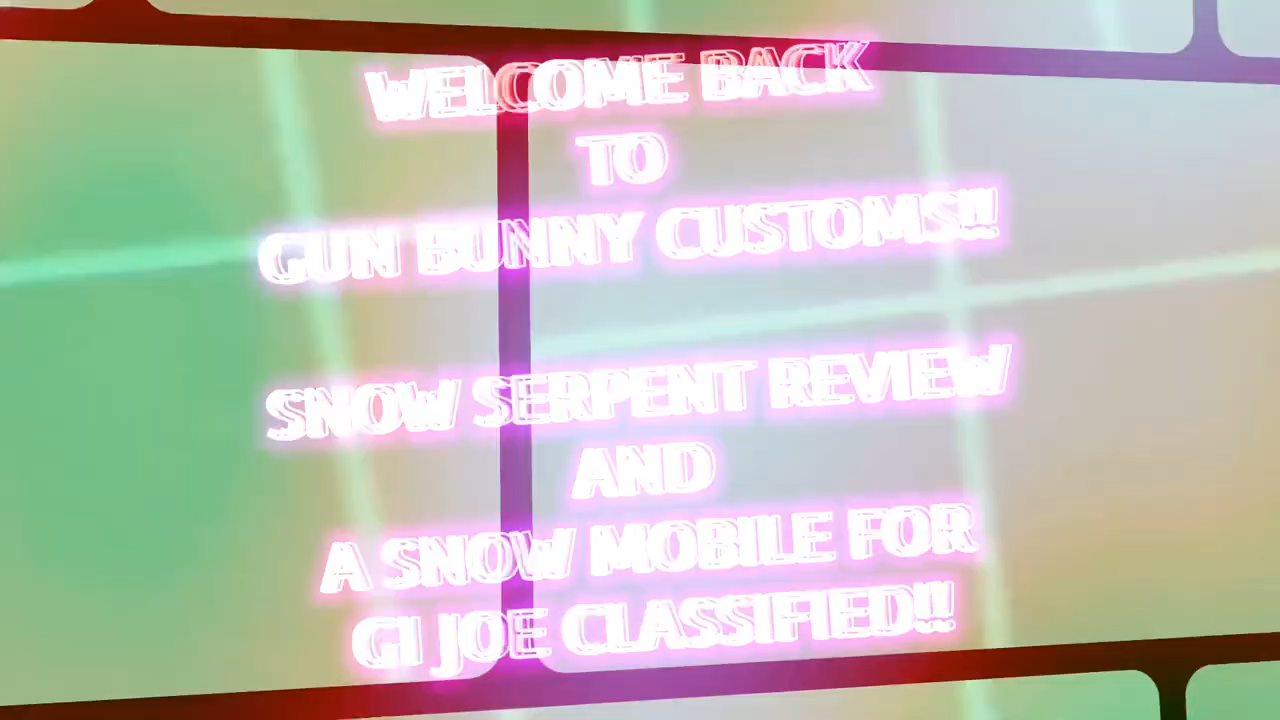 WELCOME BACK
TO
GUN BUNNY CUSTOMS!!
SNOW SERPENT REVIEW
AND
A SNOW MOBILE FOR
GI JOE CLASSIFIED!!